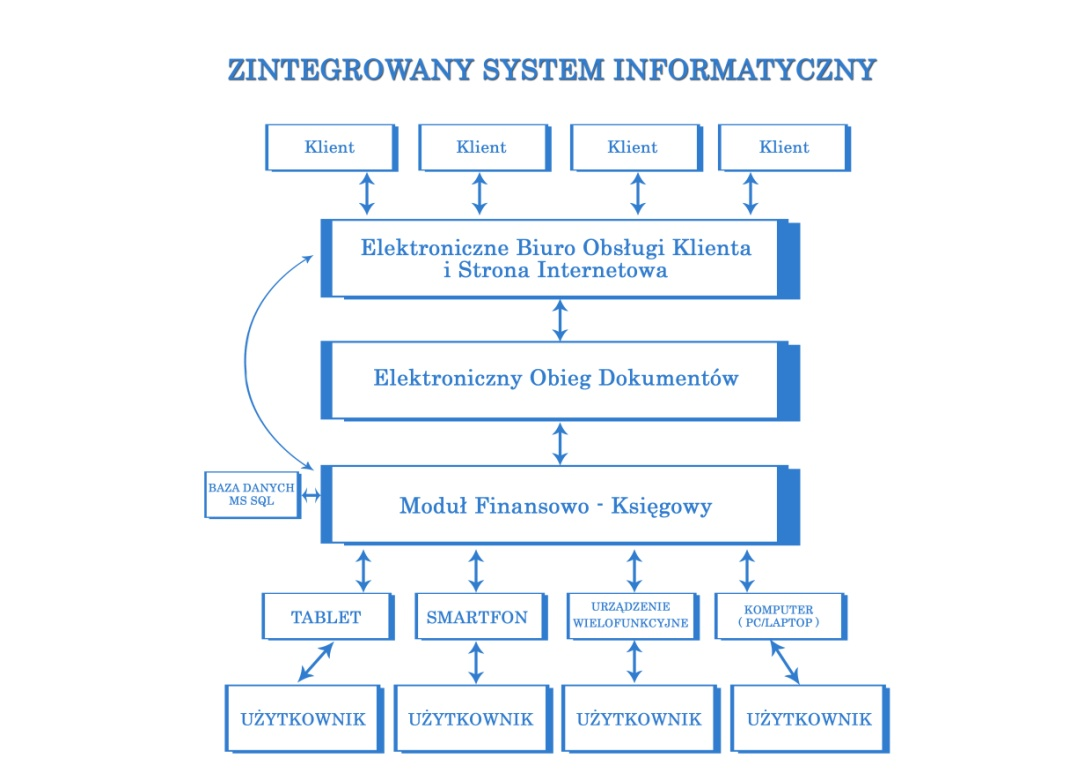 ZINTEGROWANY SYSTEM INFORMATYCZNY
Klient
Klient
Klient
Klient
Elektroniczne Biuro Obsługi Klienta
i Strona Internetowa
Elektroniczny Obieg Dokumentów
BAZA DANYCH
MS SQL
Moduł Finansowo - Księgowy
TABLET
SMARTFON
URZĄDZENIE
WIELOFUNKCYJNE
KOMPUTER
( PC/LAPTOP )
UŻYTKOWNIK
UŻYTKOWNIK
UŻYTKOWNIK
UŻYTKOWNIK